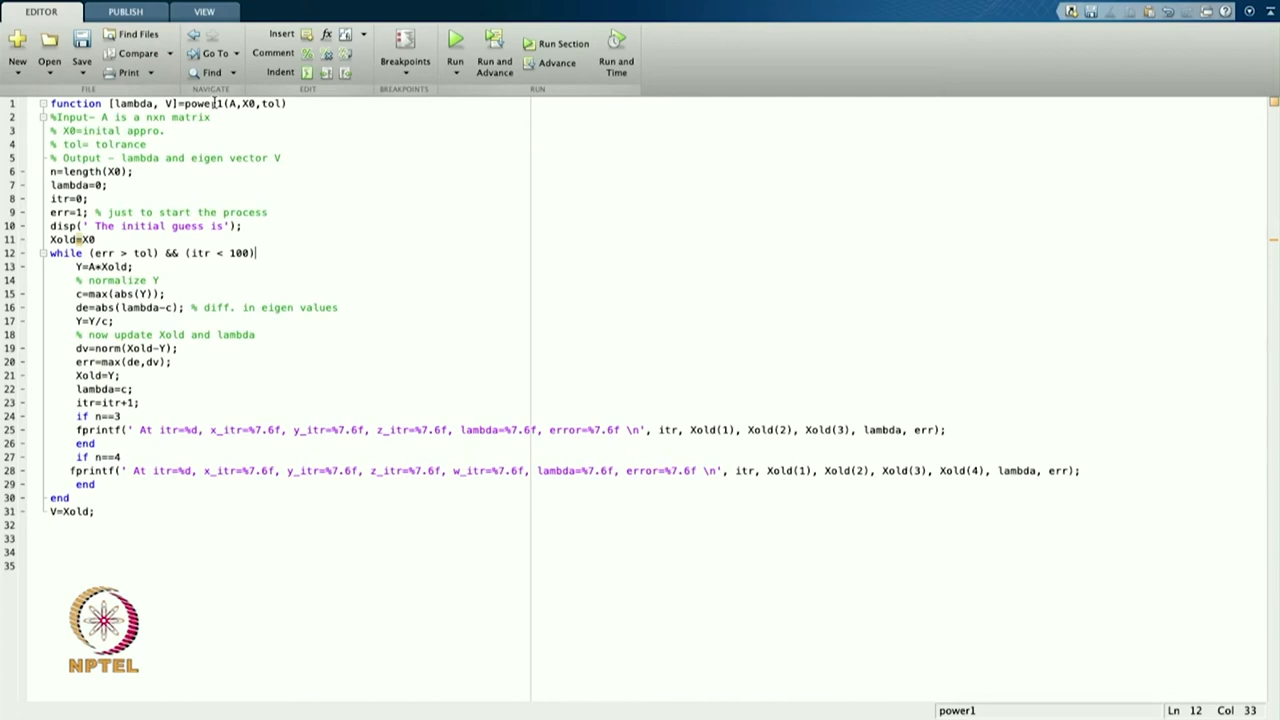 EDITOR PUBLISH VIEW
New Open Save Find Files Compare Print Go To Find Insert fx Comment Indent Breakpoints Run Run and Advance Run Section Advance Run and Time
FILE NAVIGATE EDIT BREAKPOINTS RUN
1 function [lambda, V]=power1(A,X0,tol)
2 %Input- A is a nxn matrix
3 % X0=inital appro.
4 % tol= tolrance
5 % Output - lambda and eigen vector V
6 n=length(X0);
7 lambda=0;
8 itr=0;
9 err=1; % just to start the process
10 disp(' The initial guess is');
11 Xold=X0
12 while (err > tol) && (itr < 100)
13 Y=A*Xold;
14 % normalize Y
15 c=max(abs(Y));
16 de=abs(lambda-c); % diff. in eigen values
17 Y=Y/c;
18 % now update Xold and lambda
19 dv=norm(Xold-Y);
20 err=max(de,dv);
21 Xold=Y;
22 lambda=c;
23 itr=itr+1;
24 if n==3
25 fprintf(' At itr=%d, x_itr=%7.6f, y_itr=%7.6f, z_itr=%7.6f, lambda=%7.6f, error=%7.6f \n', itr, Xold(1), Xold(2), Xold(3), lambda, err);
26 end
27 if n==4
28 fprintf(' At itr=%d, x_itr=%7.6f, y_itr=%7.6f, z_itr=%7.6f, w_itr=%7.6f, lambda=%7.6f, error=%7.6f \n', itr, Xold(1), Xold(2), Xold(3), Xold(4), lambda, err);
29 end
30 end
31 V=Xold;
32
33
34
35
NPTEL
power1 Ln 12 Col 33